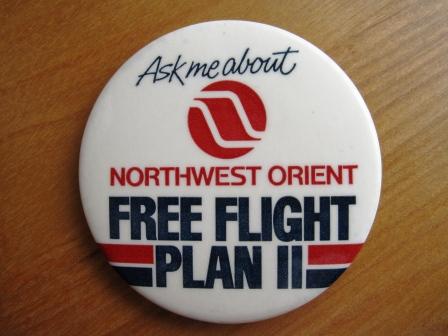 Ask me about
NORTHWEST ORIENT
FREE FLIGHT
PLAN II